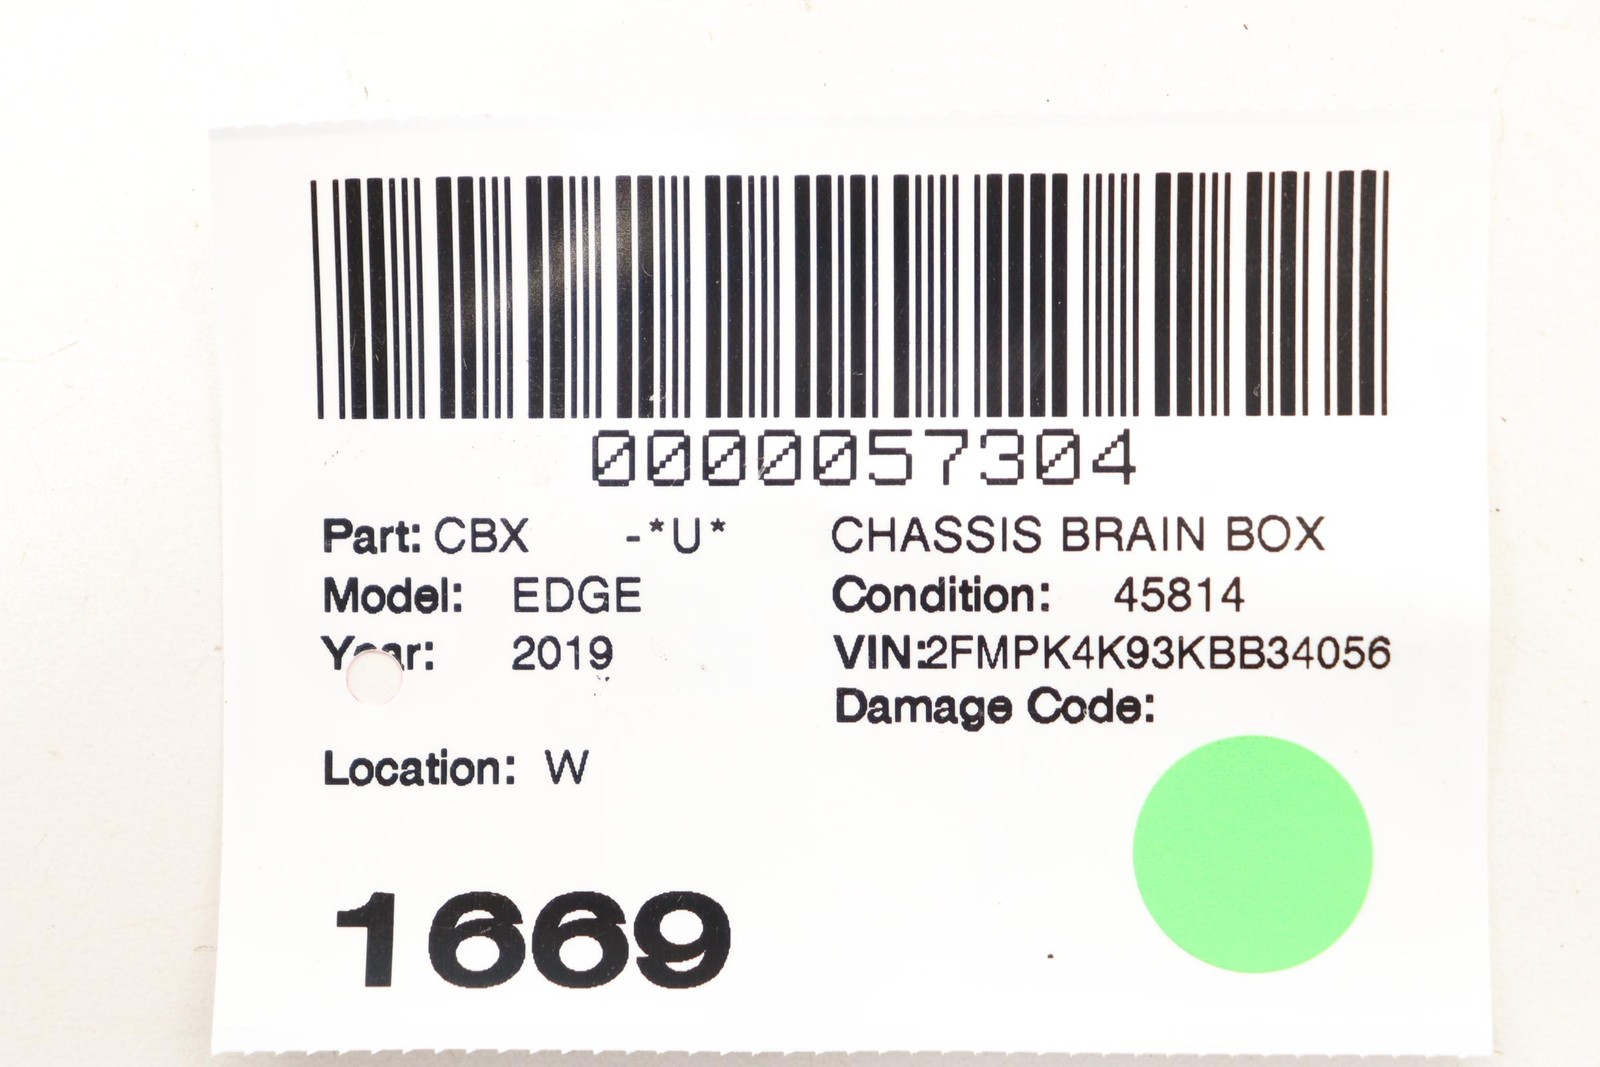 0000057304
Part: CBX -*U* CHASSIS BRAIN BOX
Model: EDGE Condition: 45814
Year: 2019 VIN:2FMPK4K93KBB34056
Damage Code:
Location: W
1669